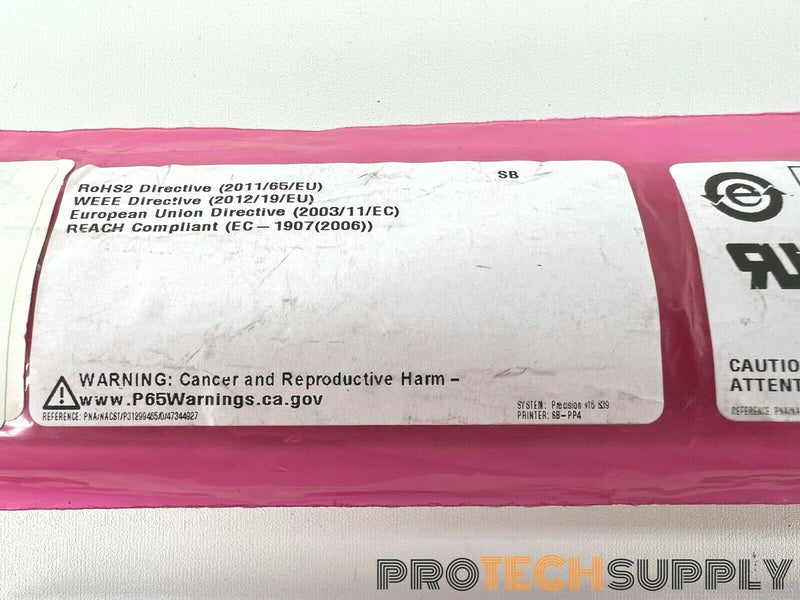 RoHS2 Directive (2011/65/EU)
WEEE Directive (2012/19/EU)
European Union Directive (2003/11/EC)
REACH Compliant (EC – 1907(2006))
SB
WARNING: Cancer and Reproductive Harm –
www.P65Warnings.ca.gov
SYSTEM: Precision v16 S39
PRINTER: SB-PP4
CAUTIO
ATTENT
PROTECHSUPPLY